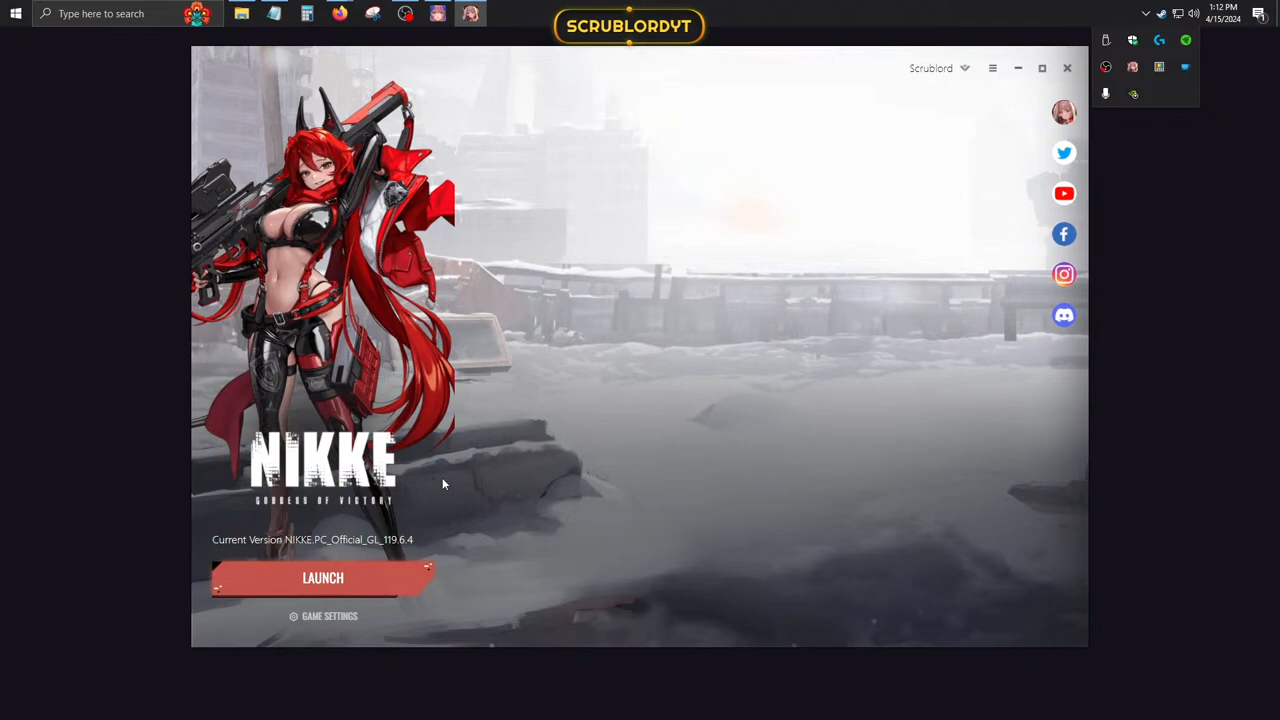 Type here to search
SCRUBLORDYT
1:12 PM
4/15/2024
1
Scrublord
NIKKE
GODDESS OF VICTORY
Current Version NIKKE.PC_Official_GL_119.6.4
LAUNCH
GAME SETTINGS